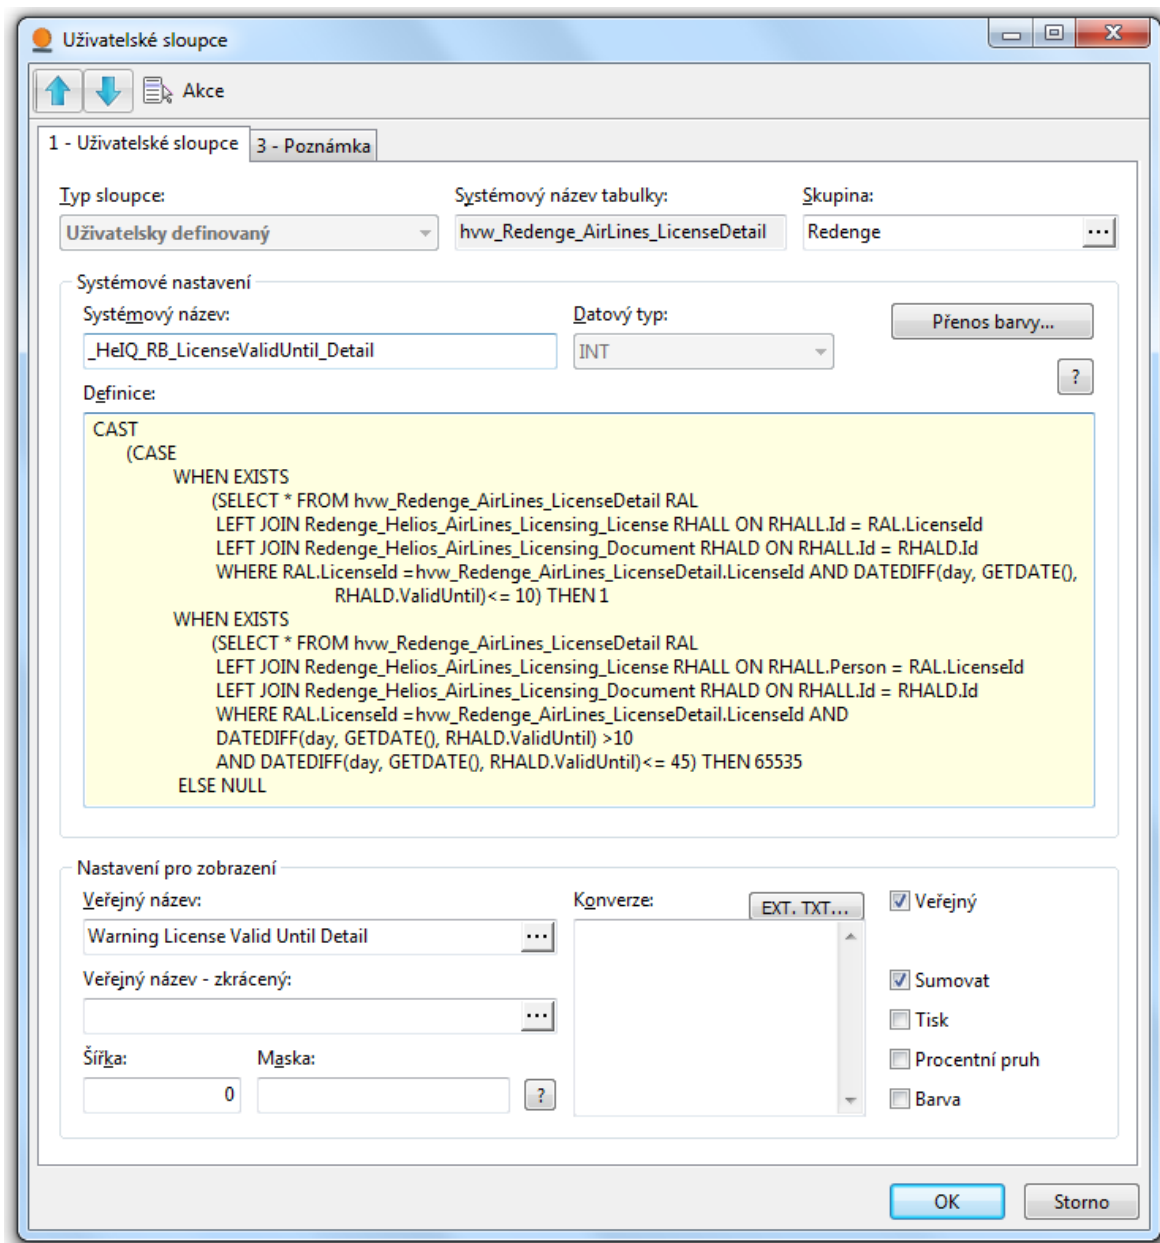 Uživatelské sloupce
Akce
1 - Uživatelské sloupce 3 - Poznámka
Typ sloupce: Systémový název tabulky: Skupina:
Uživatelsky definovaný hvw_Redenge_AirLines_LicenseDetail Redenge ...
Systémové nastavení
Systémový název: Datový typ: Přenos barvy...
_HeIQ_RB_LicenseValidUntil_Detail INT
?
Definice:
CAST
(CASE
WHEN EXISTS
(SELECT * FROM hvw_Redenge_AirLines_LicenseDetail RAL
LEFT JOIN Redenge_Helios_AirLines_Licensing_License RHALL ON RHALL.Id = RAL.LicenseId
LEFT JOIN Redenge_Helios_AirLines_Licensing_Document RHALD ON RHALL.Id = RHALD.Id
WHERE RAL.LicenseId =hvw_Redenge_AirLines_LicenseDetail.LicenseId AND DATEDIFF(day, GETDATE(),
RHALD.ValidUntil)<= 10) THEN 1
WHEN EXISTS
(SELECT * FROM hvw_Redenge_AirLines_LicenseDetail RAL
LEFT JOIN Redenge_Helios_AirLines_Licensing_License RHALL ON RHALL.Person = RAL.LicenseId
LEFT JOIN Redenge_Helios_AirLines_Licensing_Document RHALD ON RHALL.Id = RHALD.Id
WHERE RAL.LicenseId =hvw_Redenge_AirLines_LicenseDetail.LicenseId AND
DATEDIFF(day, GETDATE(), RHALD.ValidUntil) >10
AND DATEDIFF(day, GETDATE(), RHALD.ValidUntil)<= 45) THEN 65535
ELSE NULL
Nastavení pro zobrazení
Veřejný název: Konverze: EXT. TXT... Veřejný
Warning License Valid Until Detail ...
Veřejný název - zkrácený: Sumovat
... Tisk
Šířka: Maska: Procentní pruh
0 ? Barva
OK Storno